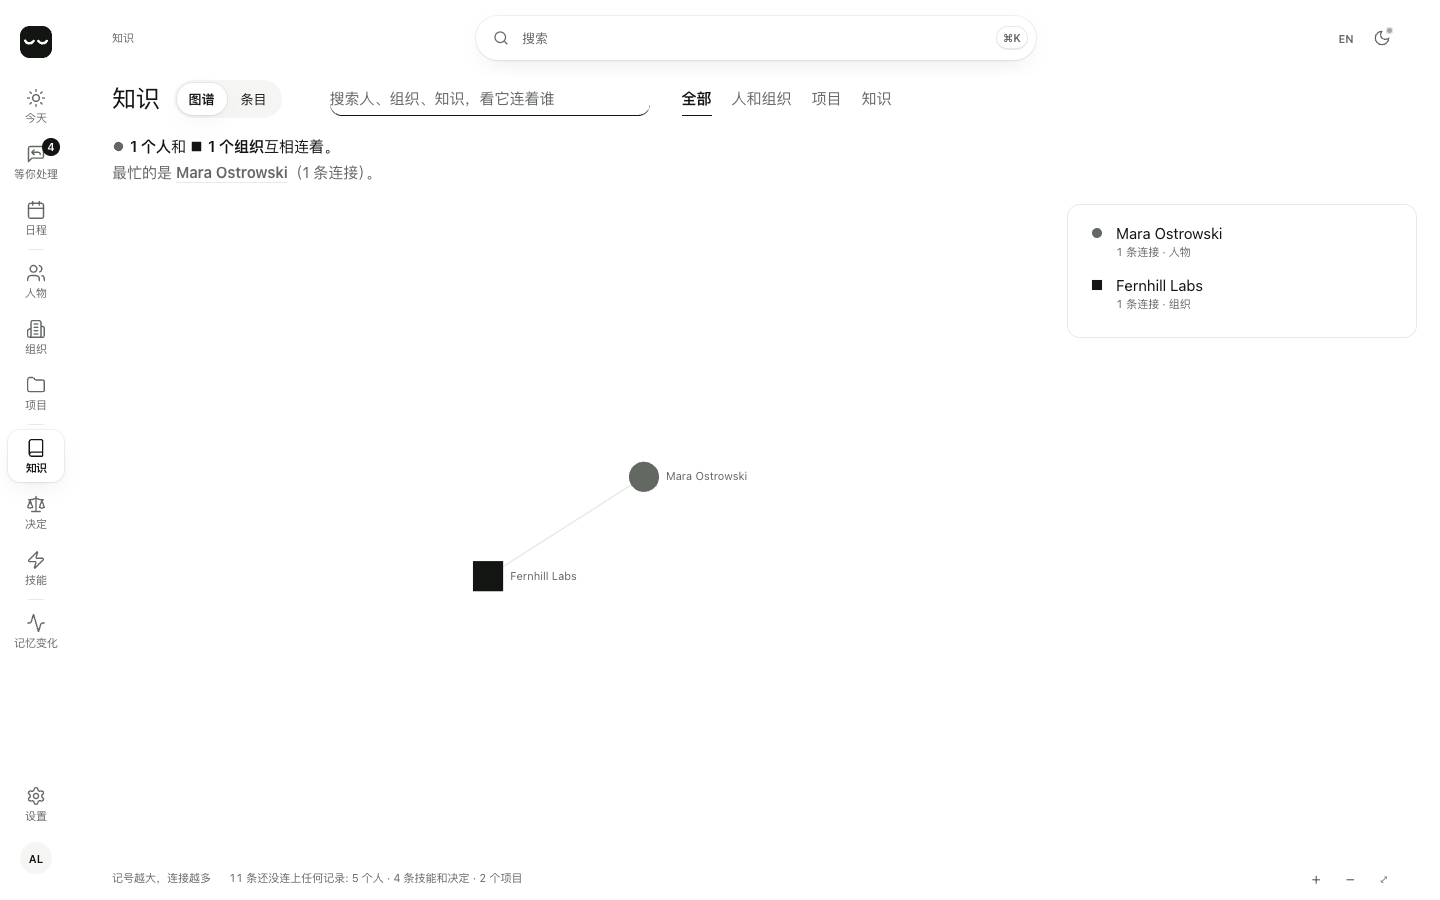 知识
搜索
⌘K
EN
今天
4
等你处理
日程
人物
组织
项目
知识
决定
技能
记忆变化
设置
AL
知识
图谱
条目
搜索人、组织、知识，看它连着谁
全部
人和组织
项目
知识
1 个人和 1 个组织互相连着。
最忙的是 Mara Ostrowski（1 条连接）。
Mara Ostrowski
1 条连接 · 人物
Fernhill Labs
1 条连接 · 组织
Mara Ostrowski
Fernhill Labs
记号越大，连接越多
11 条还没连上任何记录: 5 个人 · 4 条技能和决定 · 2 个项目